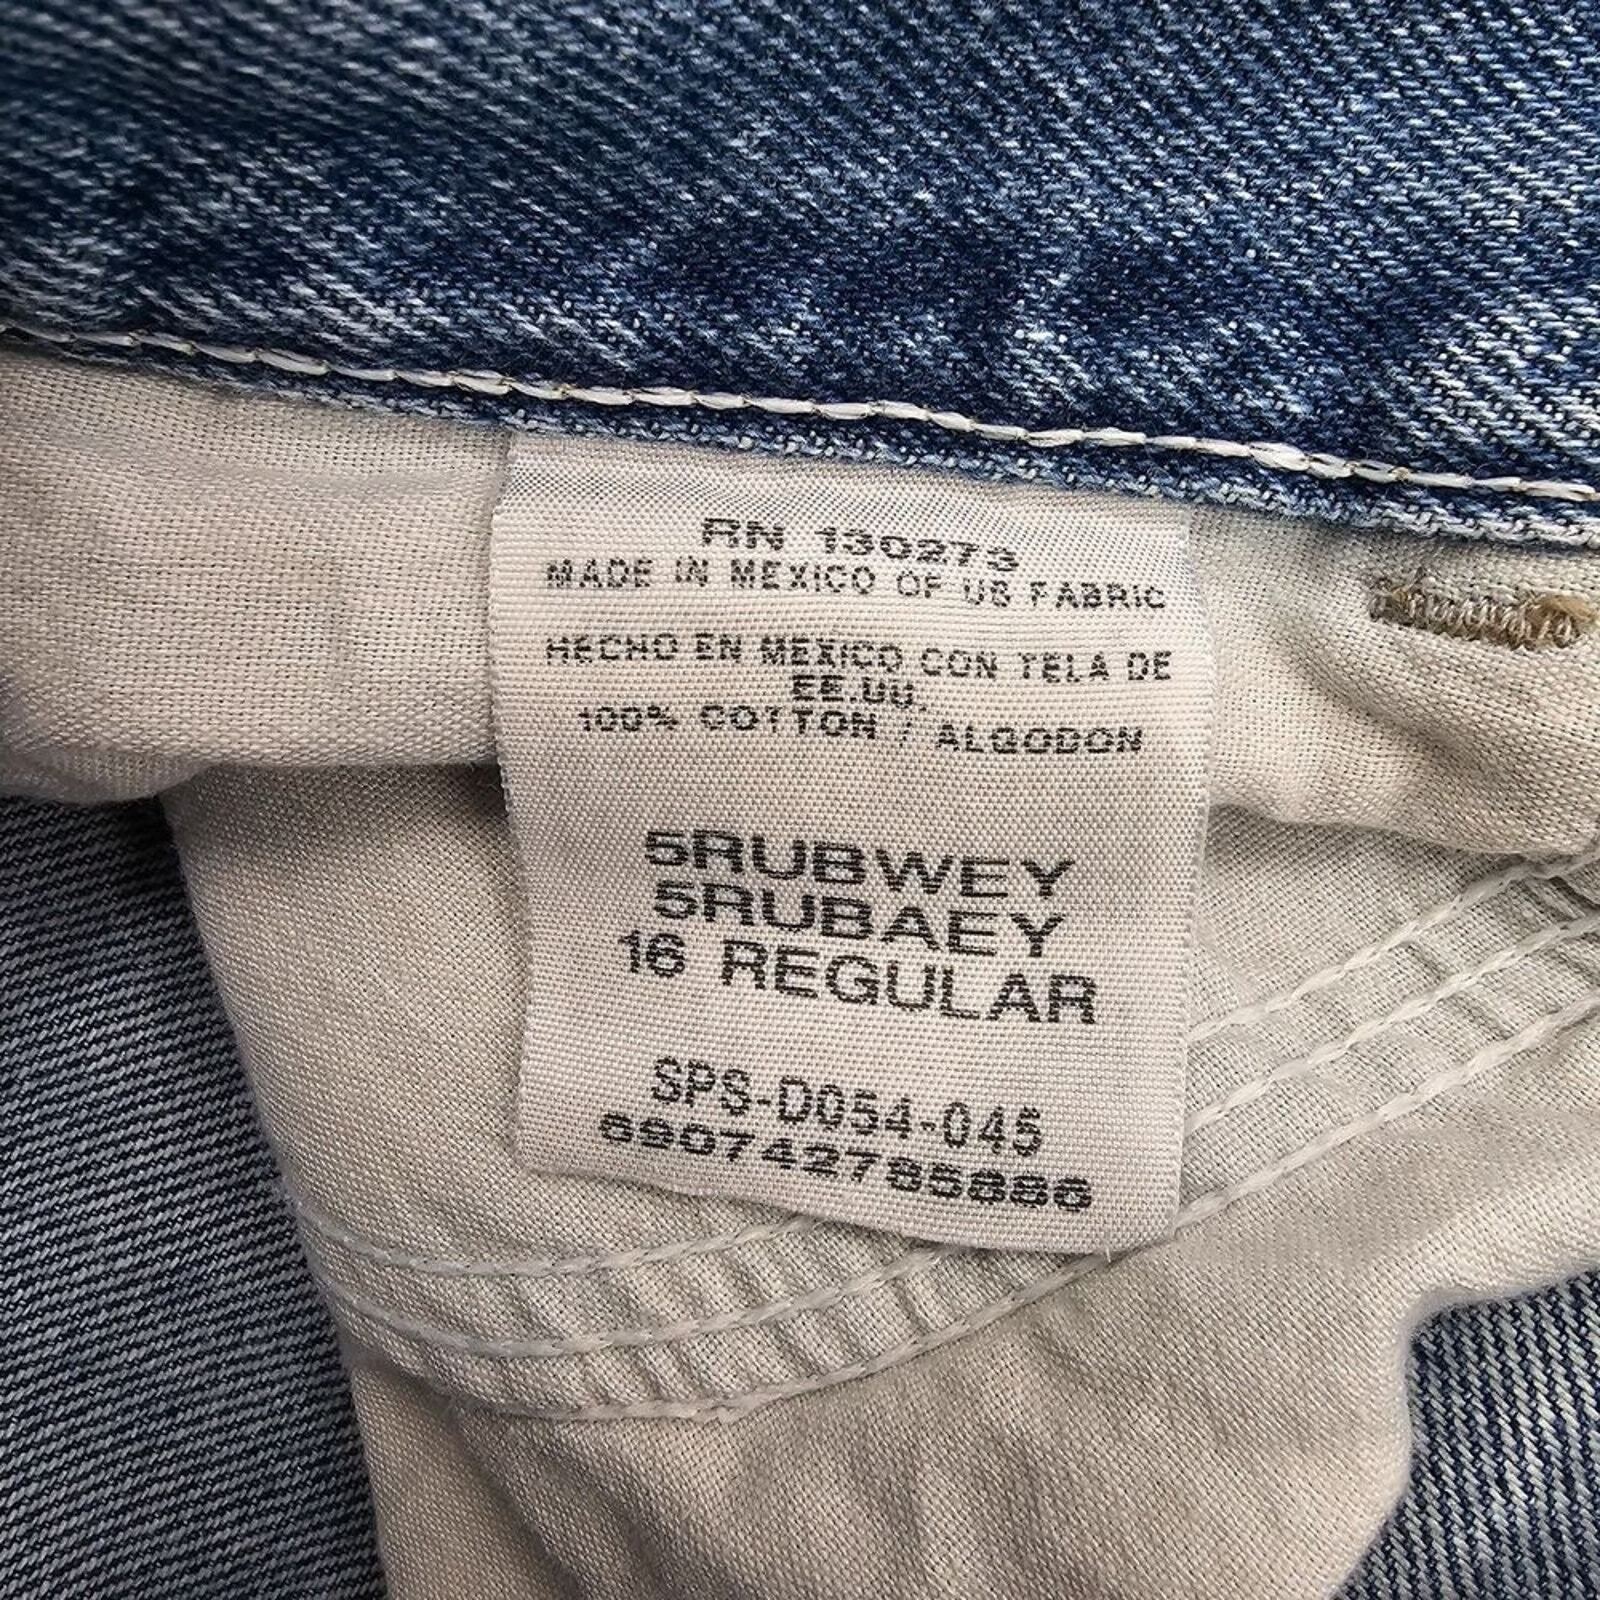 RN 130273
MADE IN MEXICO OF US FABRIC
HECHO EN MEXICO CON TELA DE
EE.UU.
100% COTTON / ALGODON
5RUBWEY
5RUBAEY
16 REGULAR
SPS-D054-045
690742785886